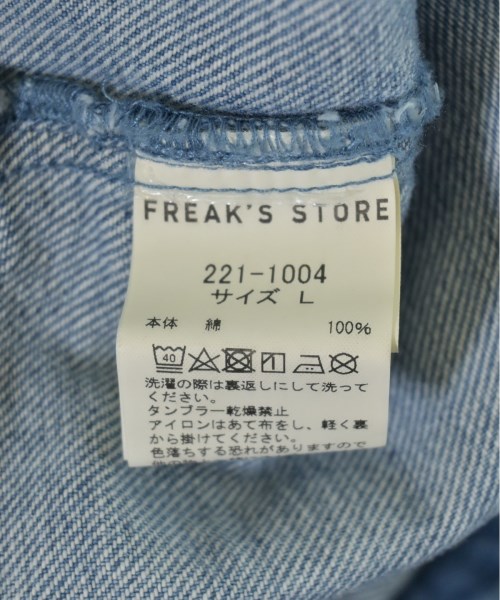 FREAK'S STORE
221-1004
サイズ L
本体 綿 100%
40
洗濯の際は裏返しにして洗って
ください。
タンブラー乾燥禁止
アイロンはあて布をし、軽く裏
から掛けてください。
色落ちする恐れがありますので